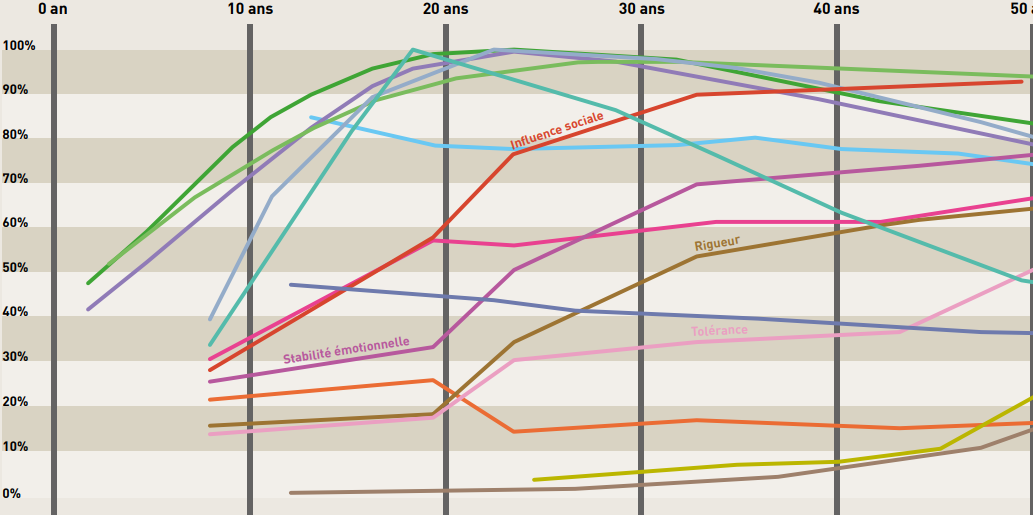 0 an 10 ans 20 ans 30 ans 40 ans 50
100%
90%
Influence sociale
80%
70%
60%
Rigueur
50%
40%
Tolérance
Stabilité émotionnelle
30%
20%
10%
0%